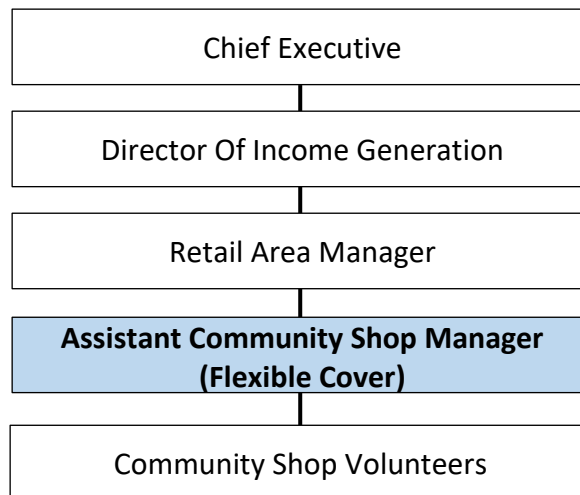 Chief Executive
Director Of Income Generation
Retail Area Manager
Assistant Community Shop Manager
(Flexible Cover)
Community Shop Volunteers